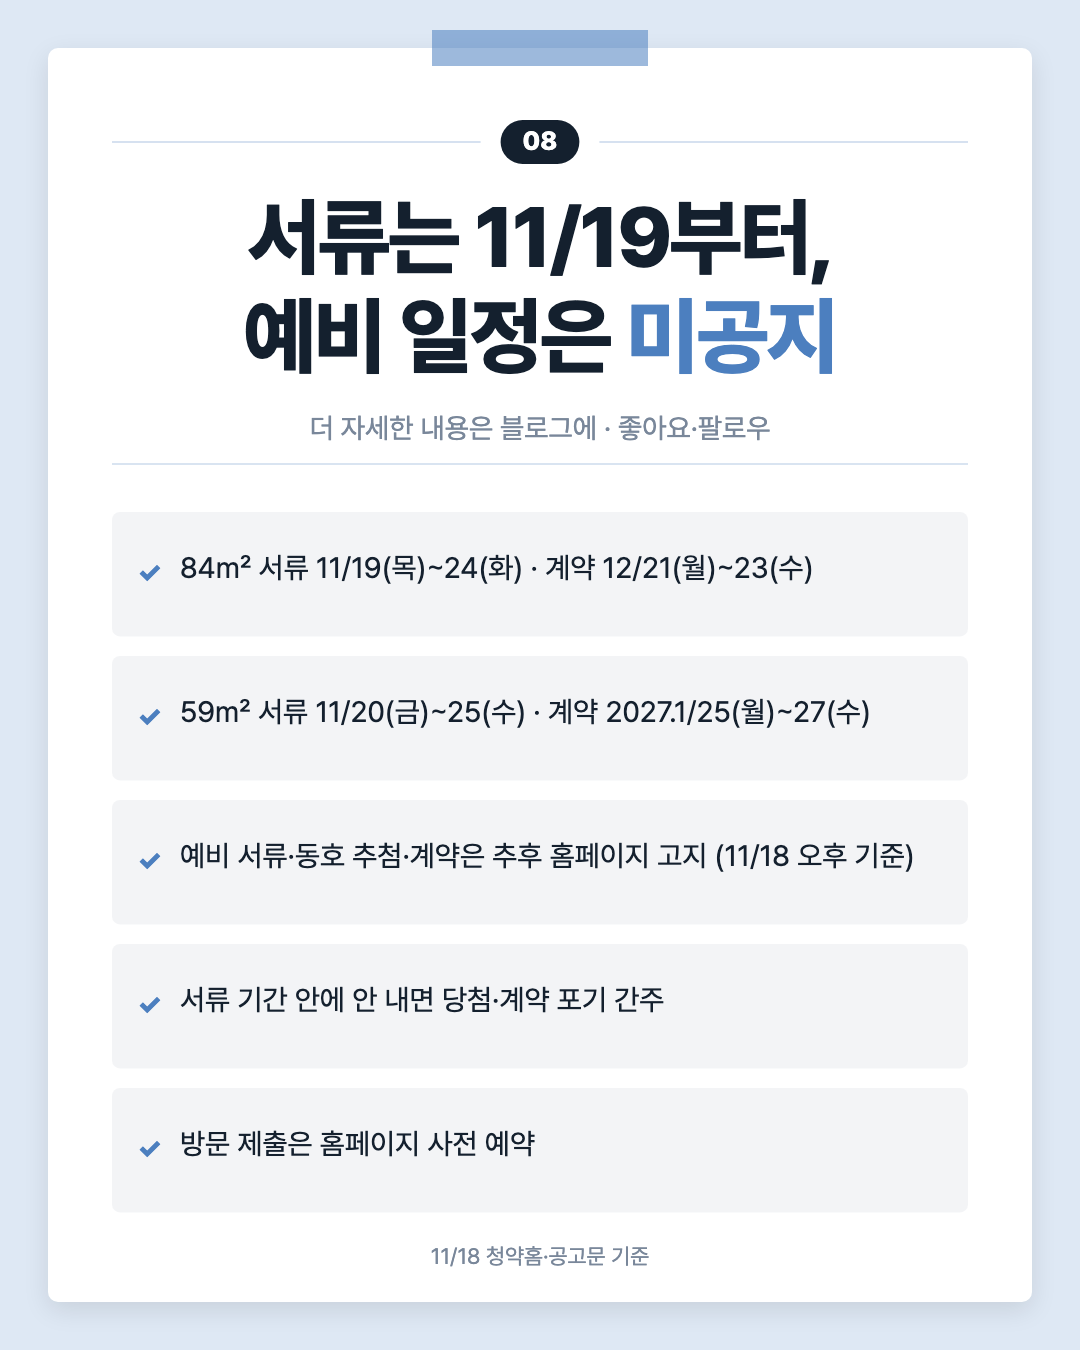 08
서류는 11/19부터,
예비 일정은 미공지
더 자세한 내용은 블로그에 · 좋아요·팔로우
84m² 서류 11/19(목)~24(화) · 계약 12/21(월)~23(수)
59m² 서류 11/20(금)~25(수) · 계약 2027.1/25(월)~27(수)
예비 서류·동호 추첨·계약은 추후 홈페이지 고지 (11/18 오후 기준)
서류 기간 안에 안 내면 당첨·계약 포기 간주
방문 제출은 홈페이지 사전 예약
11/18 청약홈·공고문 기준